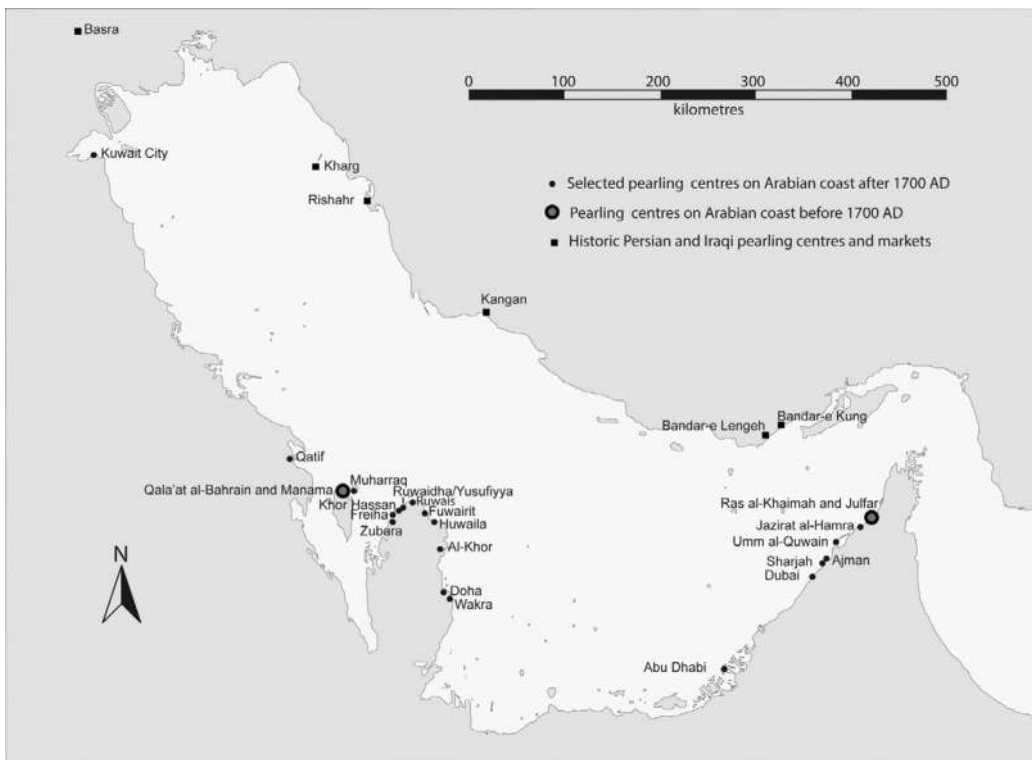 Basra
0 100 200 300 400 500
kilometres
Kuwait City
Kharg
Rishahr
Selected pearling centres on Arabian coast after 1700 AD
Pearling centres on Arabian coast before 1700 AD
Historic Persian and Iraqi pearling centres and markets
Kangan
Bandar-e Kung
Bandar-e Lengeh
Qatif
Muharraq
Qala'at al-Bahrain and Manama
Ruwaidha/Yusufiyya
Khor Hassan
Ruwais
Freiha
Fuwairit
Zubara
Huwaila
Ras al-Khaimah and Julfar
Jazirat al-Hamra
Umm al-Quwain
Al-Khor
Sharjah
Ajman
Dubai
N
Doha
Wakra
Abu Dhabi